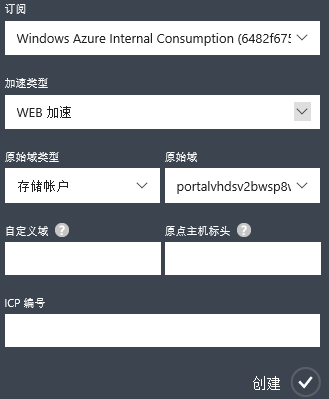 订阅
Windows Azure Internal Consumption (6482f675
加速类型
WEB 加速
原始域类型 原始域
存储帐户 portalvhdsv2bwsp8v
自定义域 ? 原点主机标头 ?
ICP 编号
创建